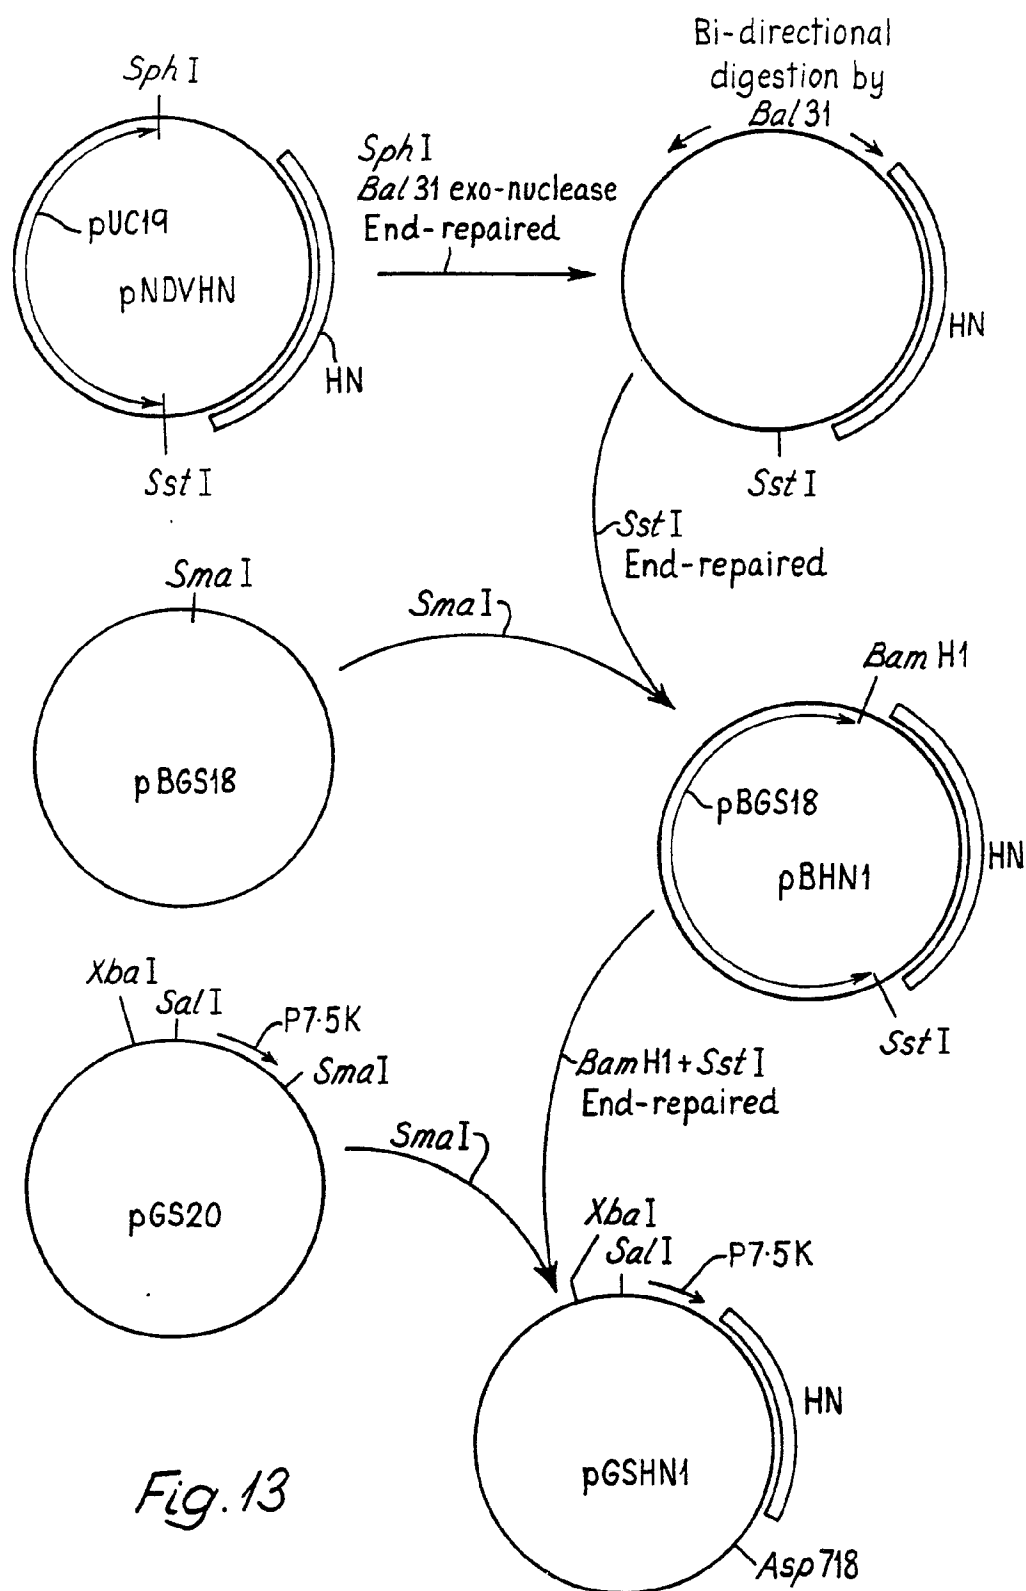 Sph I
pUC19
pNDVHN
HN
Sst I
Sph I
Bal 31 exo-nuclease
End-repaired
Bi-directional
digestion by
Bal 31
HN
Sst I
Sst I
End-repaired
Sma I
pBGS18
Sma I
Bam H1
pBGS18
pBHN1
HN
Sst I
Xba I
Sal I
P7·5K
Sma I
pGS20
Sma I
Bam H1 + Sst I
End-repaired
Xba I
Sal I
P7·5K
HN
pGSHN1
Asp 718
Fig. 13